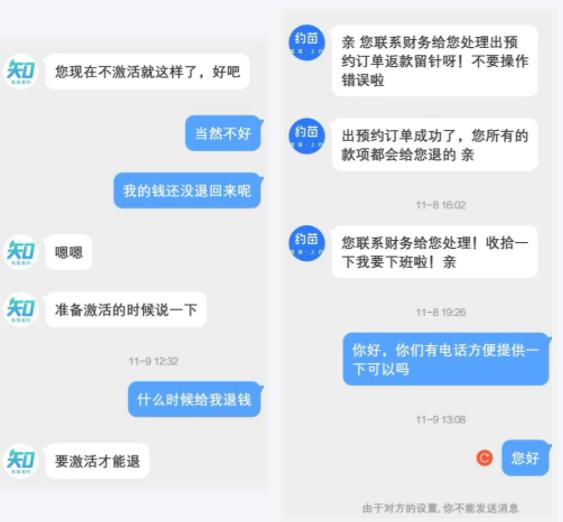 知
您现在不激活就这样了，好吧
当然不好
我的钱还没退回来呢
知
嗯嗯
知
准备激活的时候说一下
11-9 12:32
什么时候给我退钱
知
要激活才能退
约苗
亲 您联系财务给您处理出预
约订单返款留针呀！不要操作
错误啦
约苗
出预约订单成功了，您所有的
款项都会给您退的 亲
11-8 16:02
约苗
您联系财务给您处理！收拾一
下我要下班啦！亲
11-8 19:26
你好，你们有电话方便提供一
下可以吗
11-9 13:08
您好
由于对方的设置，你不能发送消息